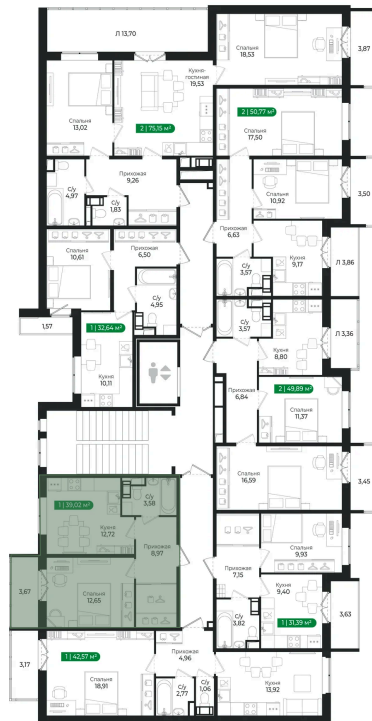 Л 13,70
Спальня
18,53
3,87
Кухня-
гостиная
19,53
Спальня
13,02
2 | 75,15 м²
2 | 50,77 м²
Спальня
17,50
Прихожая
9,26
С/у
4,97
С/у
1,83
Спальня
10,92
3,50
Спальня
10,61
Прихожая
6,50
Прихожая
6,63
С/у
3,57
Кухня
9,17
Л 3,86
С/у
4,95
1,57
1 | 32,64 м²
С/у
3,57
Кухня
8,80
Л 3,36
Кухня
10,11
Прихожая
6,84
2 | 49,89 м²
Спальня
11,37
Спальня
16,59
3,45
1 | 39,02 м²
Кухня
12,72
С/у
3,58
Прихожая
8,97
Спальня
9,93
Прихожая
7,15
3,67
Спальня
12,65
Кухня
9,40
С/у
3,82
1 | 31,39 м²
3,63
3,17
1 | 42,57 м²
Спальня
18,91
Прихожая
4,96
С/у
2,77
С/у
1,06
Кухня
13,92